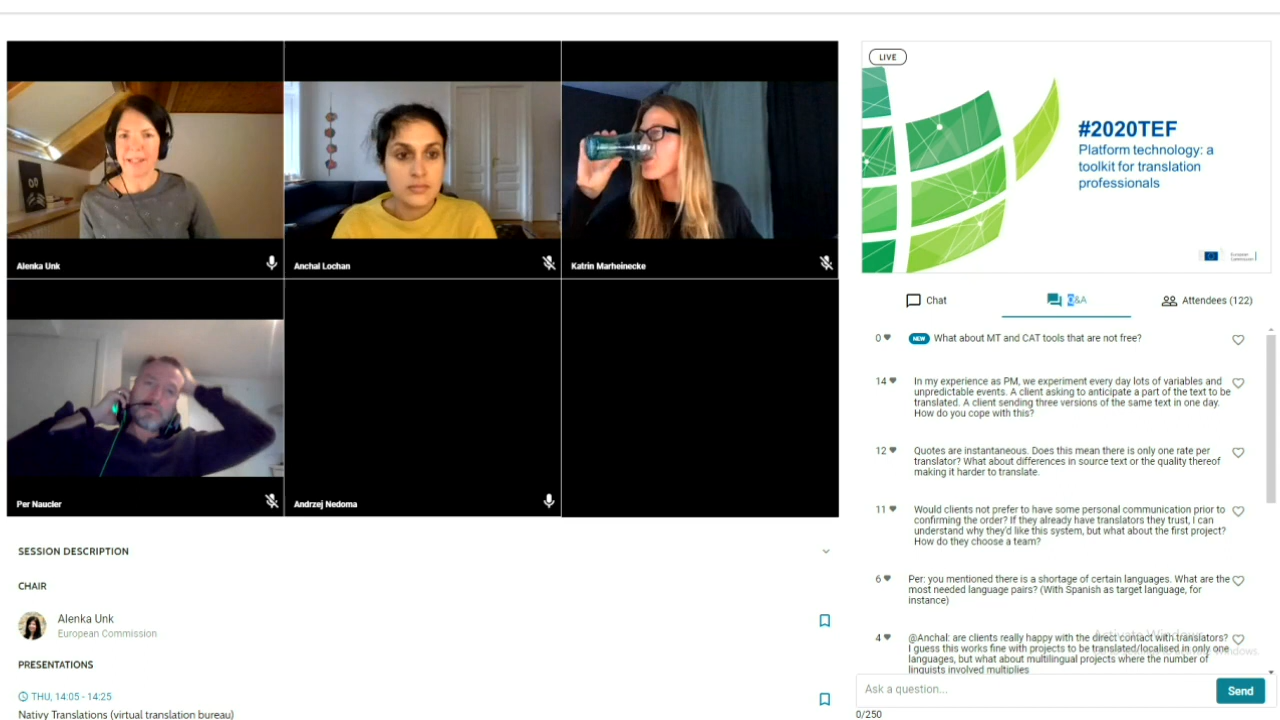 Alenka Unk
Anchal Lochan
Katrin Marheinecke
Per Naucler
Andrzej Nedoma
SESSION DESCRIPTION
CHAIR
Alenka Unk
European Commission
PRESENTATIONS
THU, 14:05 - 14:25
Nativy Translations (virtual translation bureau)
LIVE
#2020TEF
Platform technology: a
toolkit for translation
professionals
European
Commission
Chat
Q&A
Attendees (122)
0
NEW What about MT and CAT tools that are not free?
14
In my experience as PM, we experiment every day lots of variables and
unpredictable events. A client asking to anticipate a part of the text to be
translated. A client sending three versions of the same text in one day.
How do you cope with this?
12
Quotes are instantaneous. Does this mean there is only one rate per
translator? What about differences in source text or the quality thereof
making it harder to translate.
11
Would clients not prefer to have some personal communication prior to
confirming the order? If they already have translators they trust, I can
understand why they'd like this system, but what about the first project?
How do they choose a team?
6
Per: you mentioned there is a shortage of certain languages. What are the
most needed language pairs? (With Spanish as target language, for
instance)
4
@Anchal: are clients really happy with the direct contact with translators?
I guess this works fine with projects to be translated/localised in only one
languages, but what about multilingual projects where the number of
linguists involved multiplies
Activate Windows
Ask a question...
Send
0/250